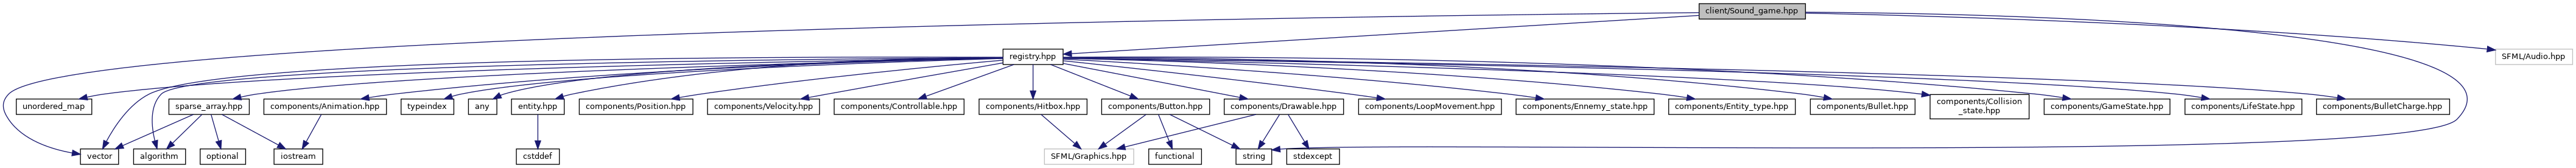 client/Sound_game.hpp
registry.hpp
SFML/Audio.hpp
unordered_map
sparse_array.hpp
components/Animation.hpp
typeindex
any
entity.hpp
components/Position.hpp
components/Velocity.hpp
components/Controllable.hpp
components/Hitbox.hpp
components/Button.hpp
components/Drawable.hpp
components/LoopMovement.hpp
components/Ennemy_state.hpp
components/Entity_type.hpp
components/Bullet.hpp
components/Collision
_state.hpp
components/GameState.hpp
components/LifeState.hpp
components/BulletCharge.hpp
vector
algorithm
optional
iostream
cstddef
SFML/Graphics.hpp
functional
string
stdexcept